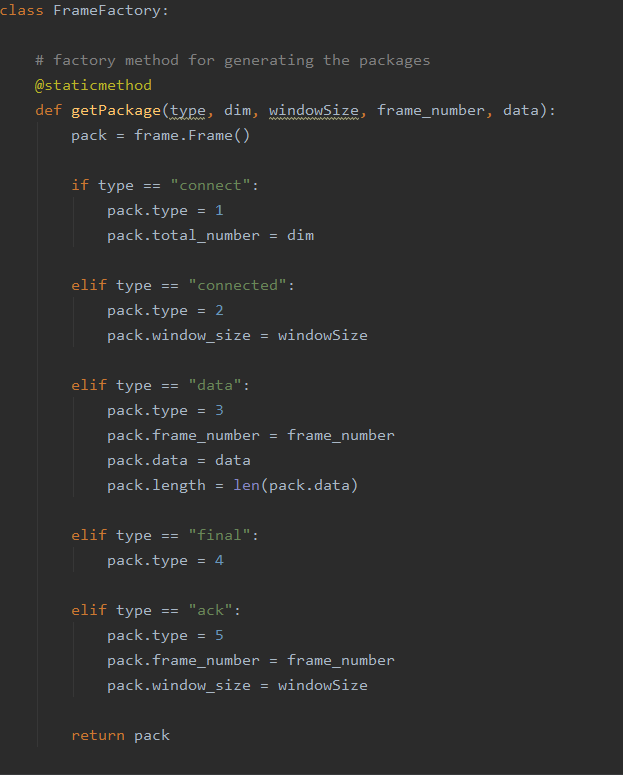 class FrameFactory:
# factory method for generating the packages
@staticmethod
def getPackage(type, dim, windowSize, frame_number, data):
pack = frame.Frame()
if type == "connect":
pack.type = 1
pack.total_number = dim
elif type == "connected":
pack.type = 2
pack.window_size = windowSize
elif type == "data":
pack.type = 3
pack.frame_number = frame_number
pack.data = data
pack.length = len(pack.data)
elif type == "final":
pack.type = 4
elif type == "ack":
pack.type = 5
pack.frame_number = frame_number
pack.window_size = windowSize
return pack